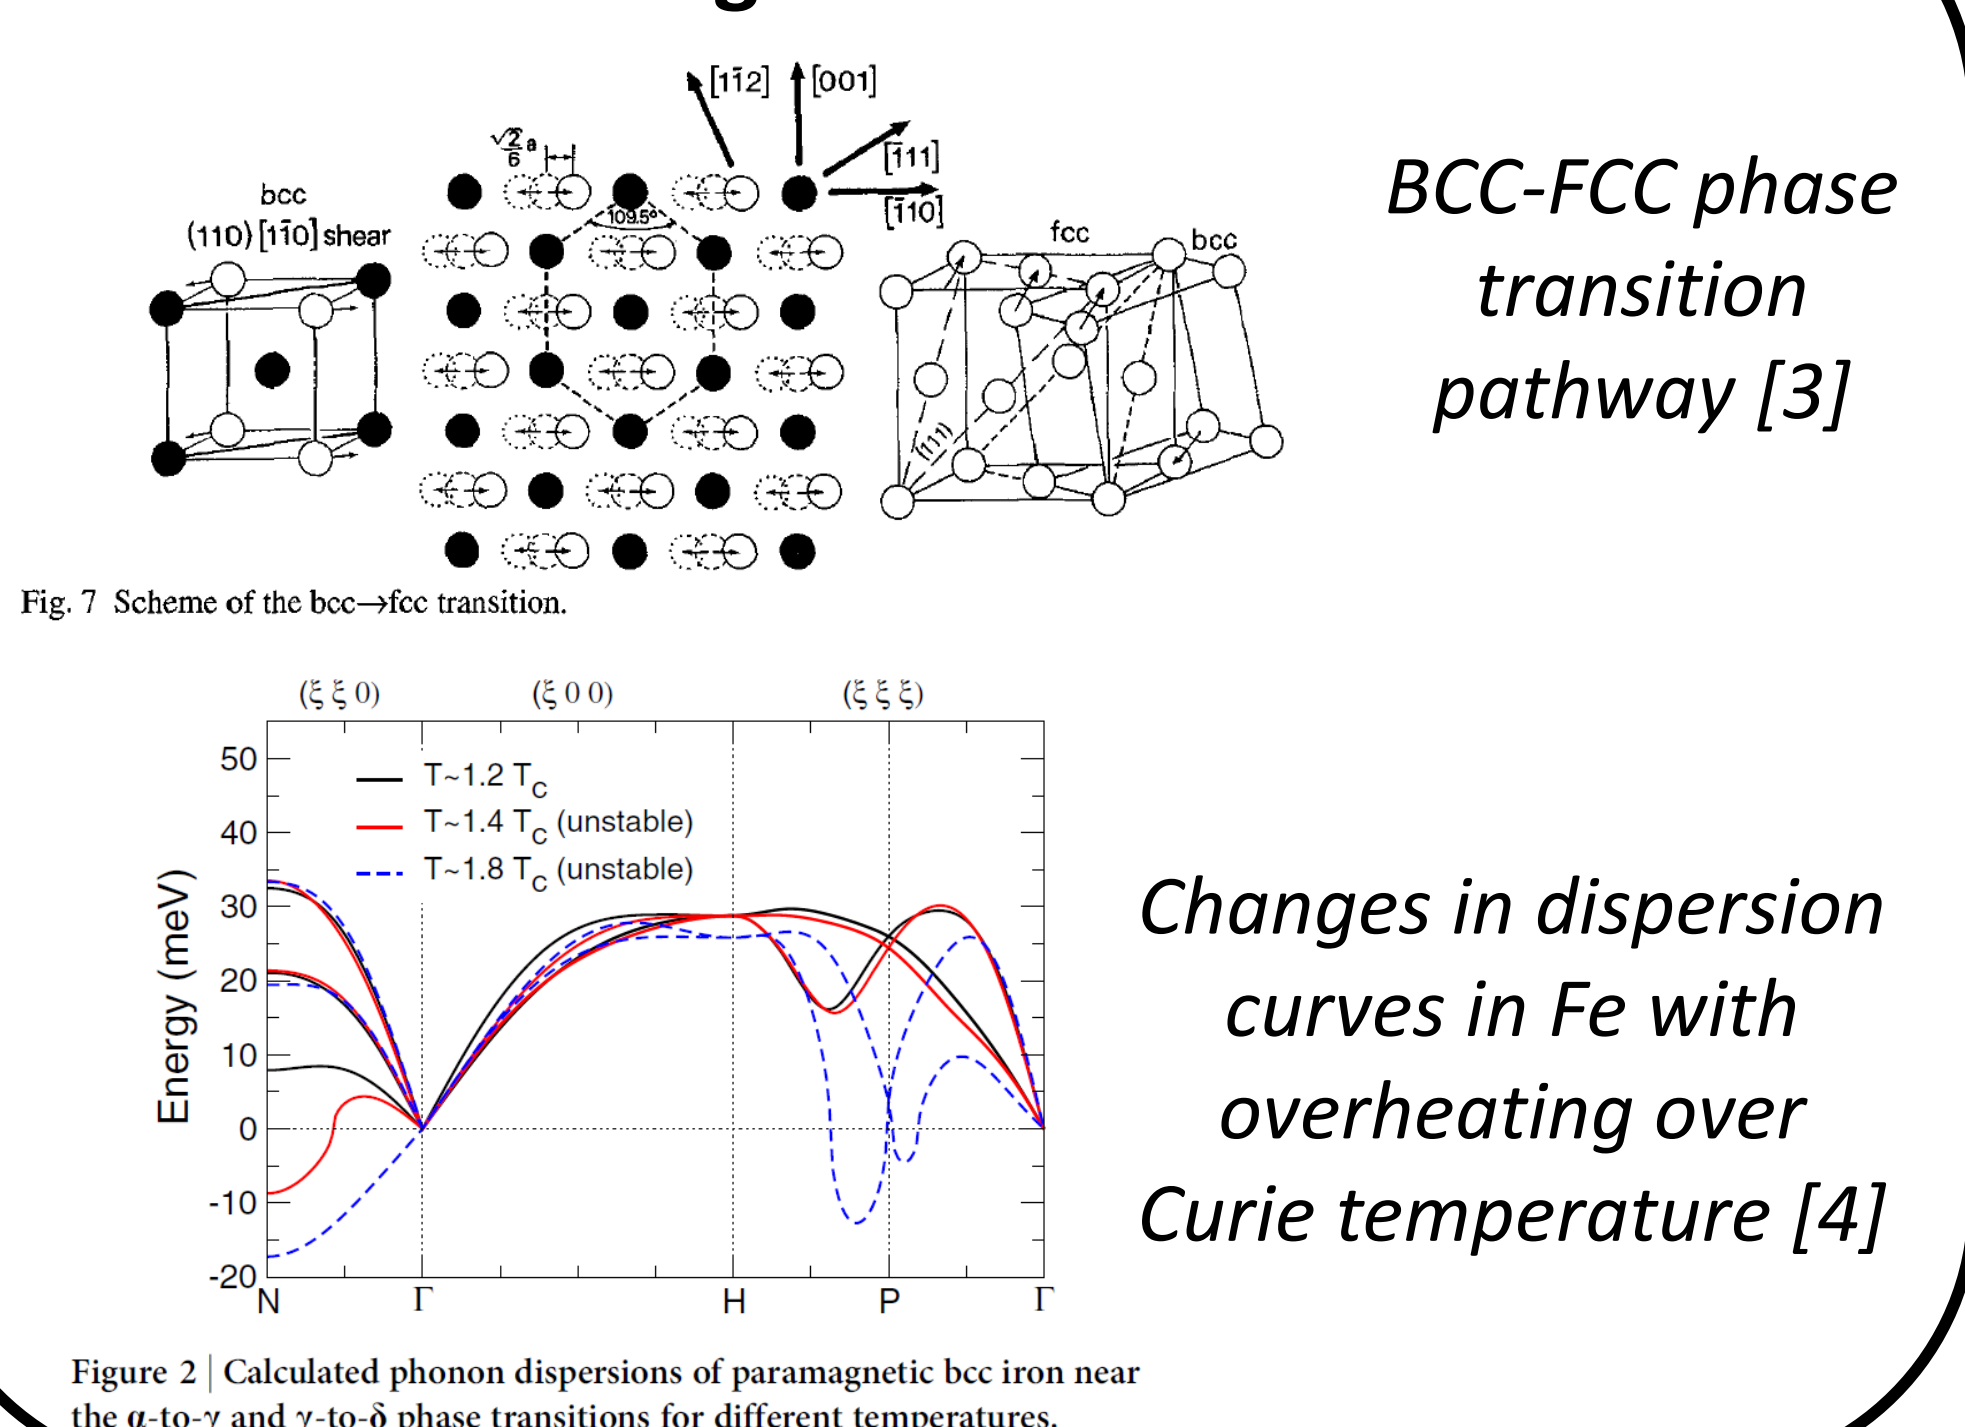 g
[11̄2] [001]
√2/6 a
[1̄11]
bcc
109.5°
[1̄10]
(110) [11̄0] shear
fcc
bcc
(111)
BCC-FCC phase
transition
pathway [3]
Fig. 7 Scheme of the bcc→fcc transition.
(ξ ξ 0) (ξ 0 0) (ξ ξ ξ)
50
40
30
20
10
0
-10
-20
Energy (meV)
T~1.2 T_C
T~1.4 T_C (unstable)
T~1.8 T_C (unstable)
N Γ H P Γ
Changes in dispersion
curves in Fe with
overheating over
Curie temperature [4]
Figure 2 | Calculated phonon dispersions of paramagnetic bcc iron near
the α-to-γ and γ-to-δ phase transitions for different temperatures.